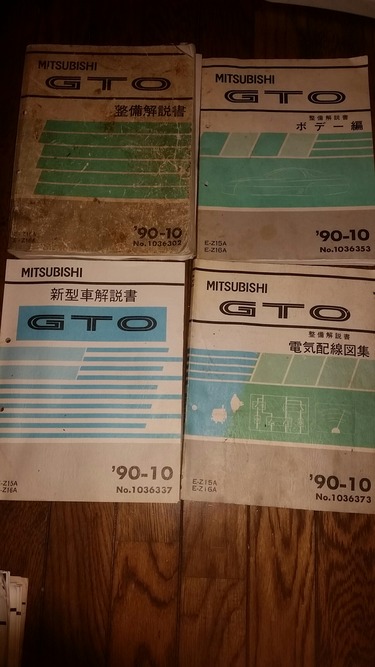 MITSUBISHI
GTO
整備解説書
E-Z15A
E-Z16A
'90-10
No.1036302
MITSUBISHI
GTO
整備解説書
ボデー編
E-Z15A
E-Z16A
'90-10
No.1036353
MITSUBISHI
新型車解説書
GTO
E-Z15A
E-Z16A
'90-10
No.1036337
MITSUBISHI
GTO
整備解説書
電気配線図集
E-Z15A
E-Z16A
'90-10
No.1036373